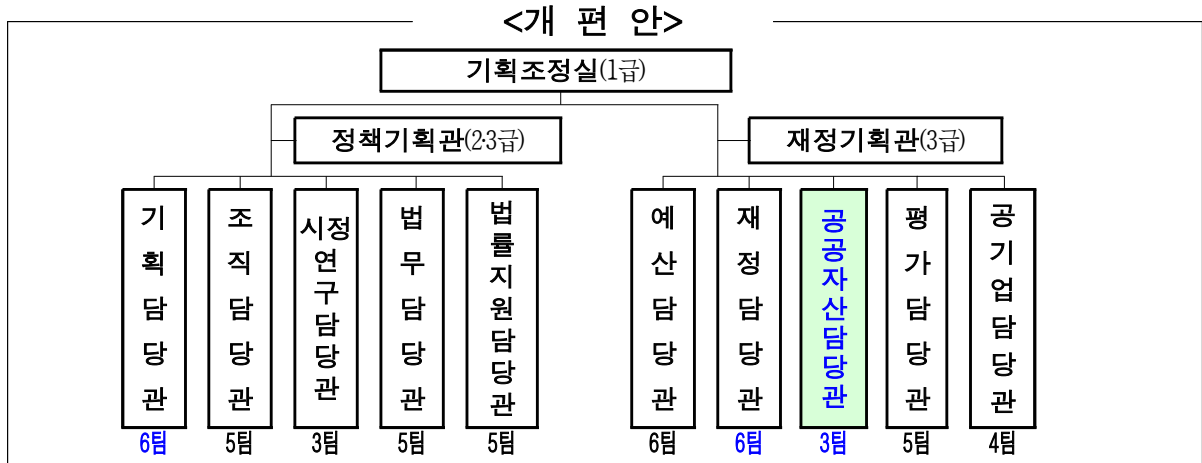 <개 편 안>
기획조정실(1급)
정책기획관(2·3급)
재정기획관(3급)
기획담당관
조직담당관
시정연구담당관
법무담당관
법률지원담당관
예산담당관
재정담당관
공공자산담당관
평가담당관
공기업담당관
6팀
5팀
3팀
5팀
5팀
6팀
6팀
3팀
5팀
4팀